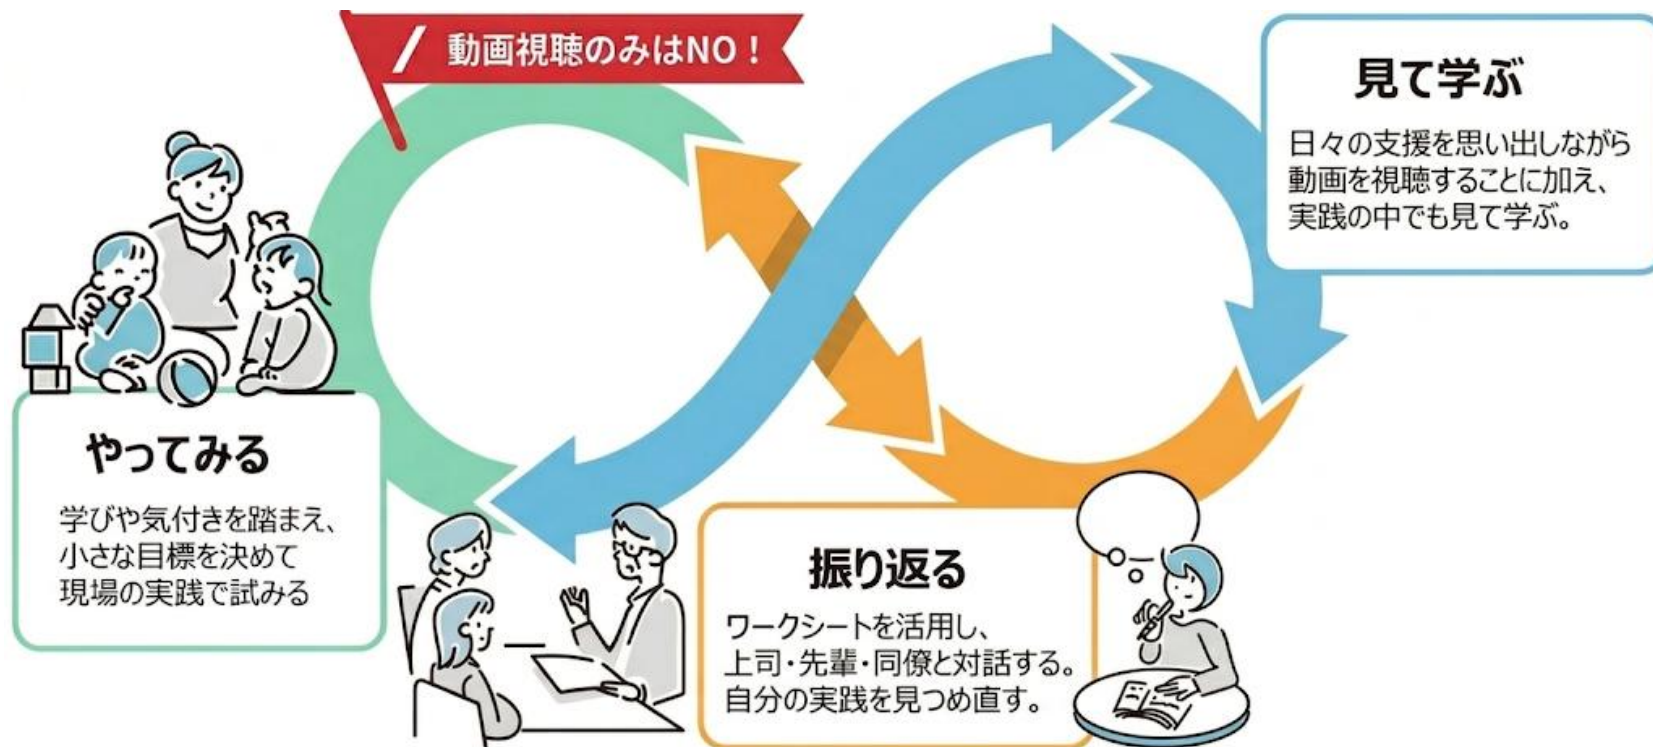 動画視聴のみはNO！
見て学ぶ
日々の支援を思い出しながら
動画を視聴することに加え、
実践の中でも見て学ぶ。
やってみる
学びや気付きを踏まえ、
小さな目標を決めて
現場の実践で試みる
振り返る
ワークシートを活用し、
上司・先輩・同僚と対話する。
自分の実践を見つめ直す。